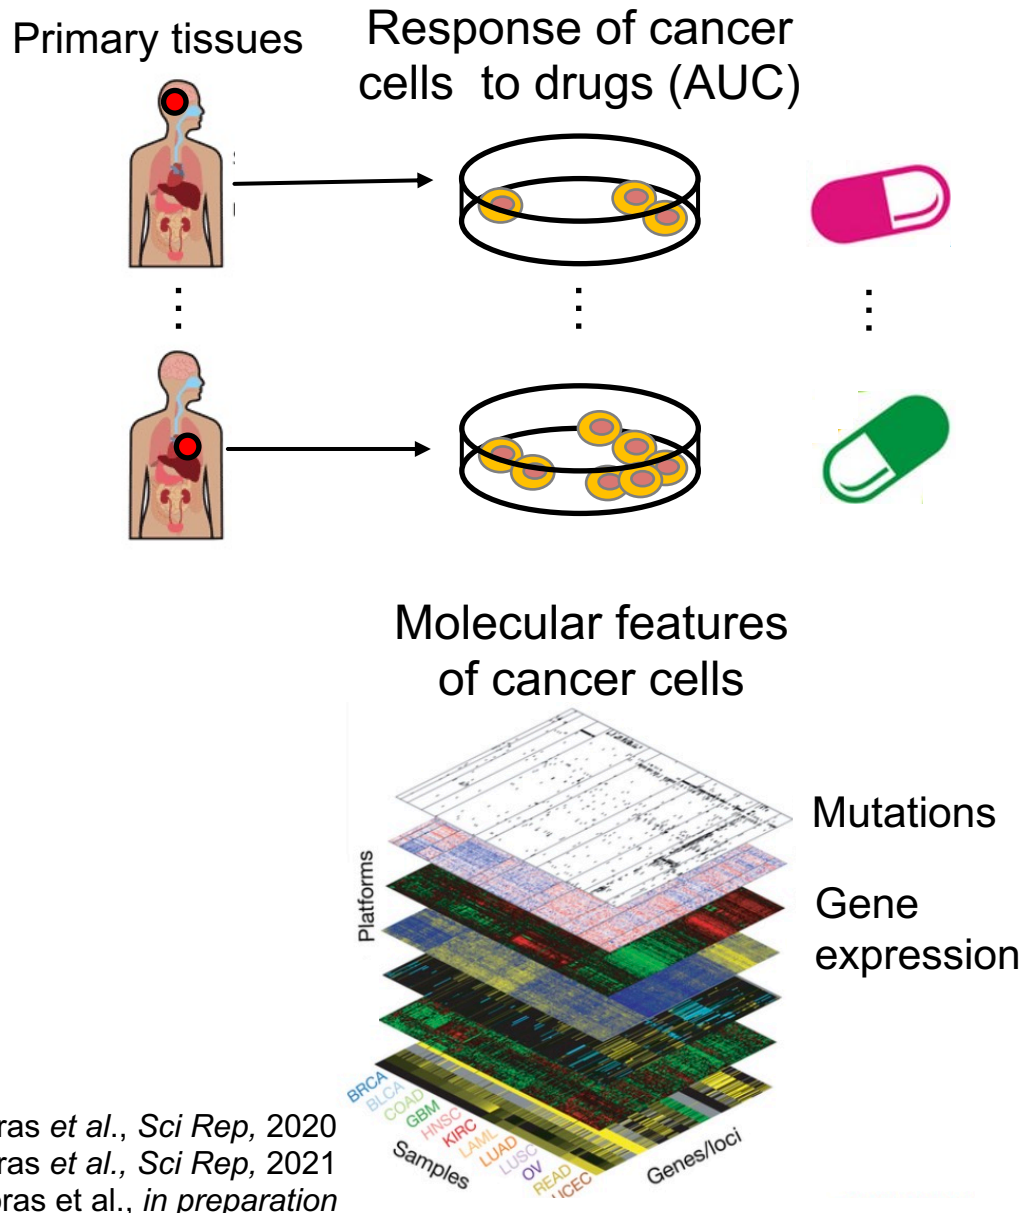 Primary tissues
Response of cancer
cells to drugs (AUC)
Molecular features
of cancer cells
Mutations
Gene
expression
Platforms
BRCA
BLCA
COAD
GBM
HNSC
KIRC
LAML
LUAD
LUSC
OV
READ
UCEC
Samples
Genes/loci
et al., Sci Rep, 2020
et al., Sci Rep, 2021
et al., in preparation